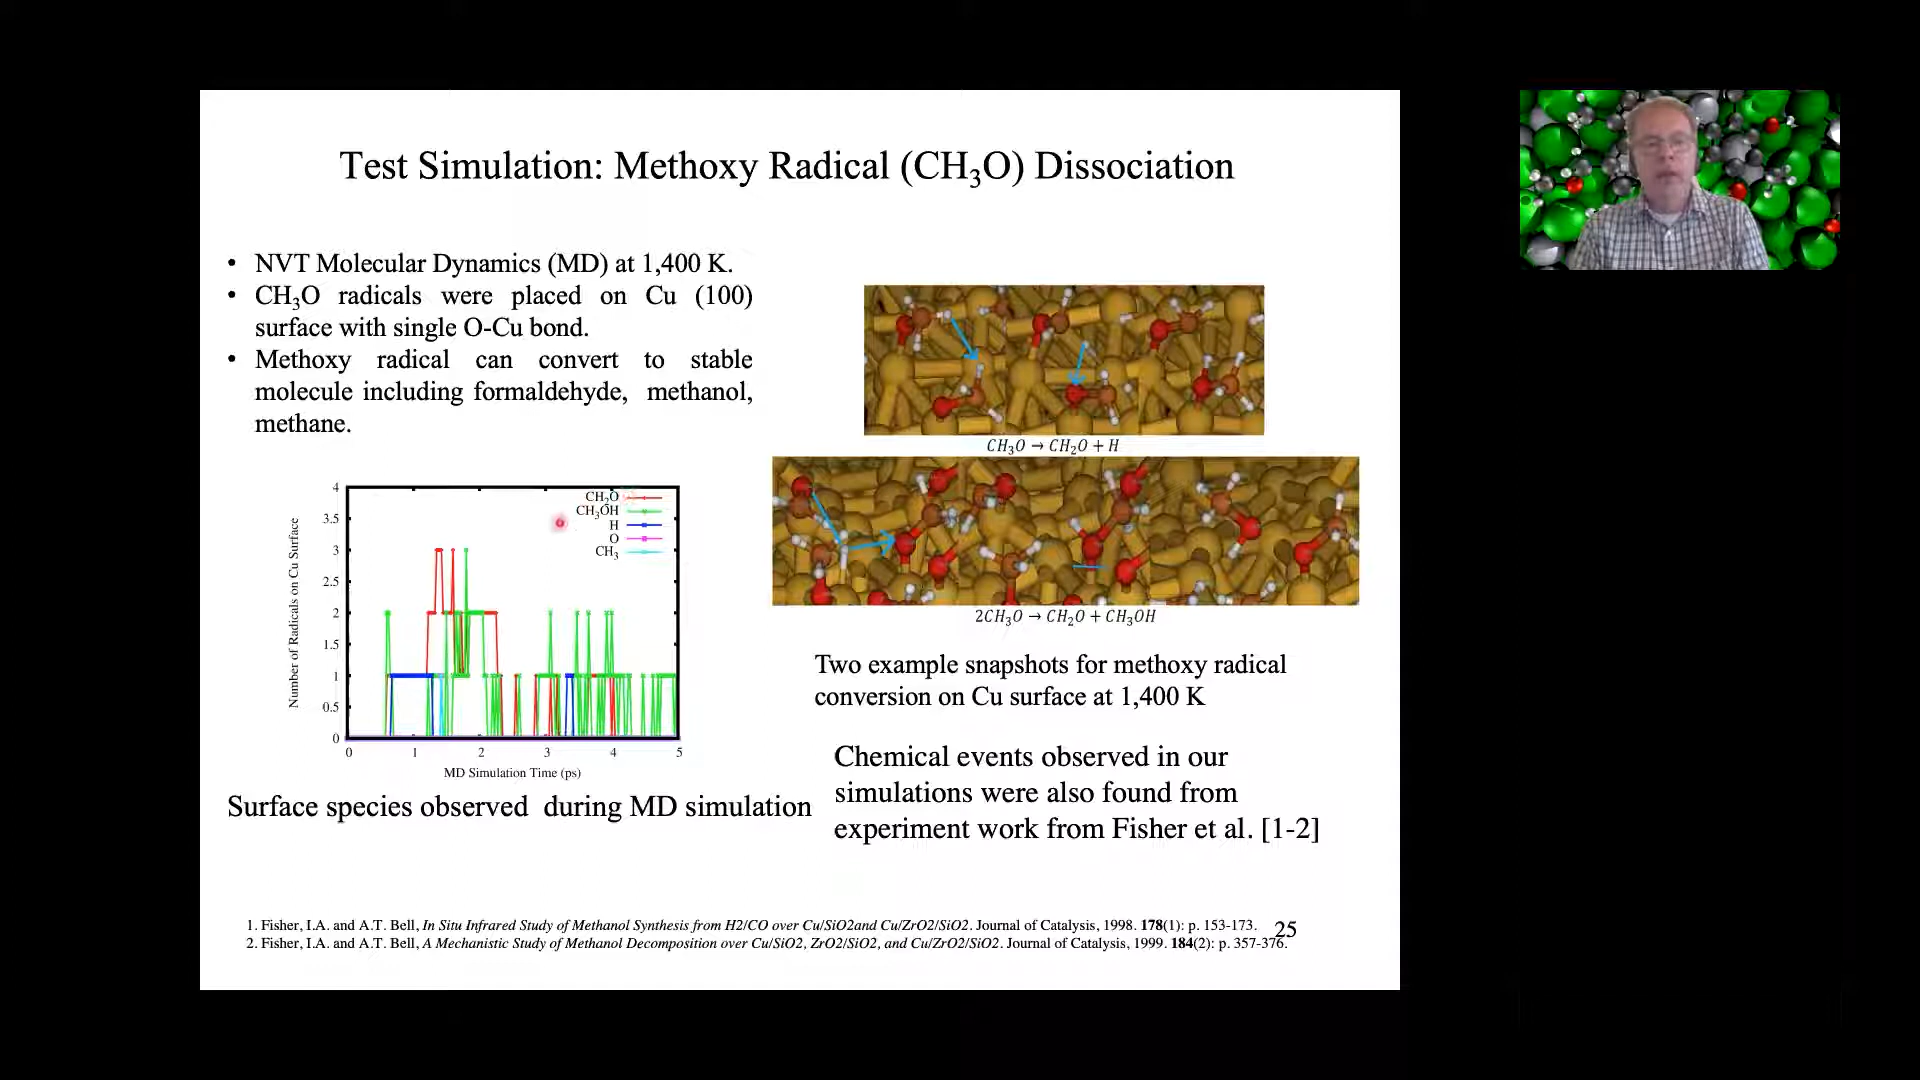 Test Simulation: Methoxy Radical (CH₃O) Dissociation
• NVT Molecular Dynamics (MD) at 1,400 K.
• CH₃O radicals were placed on Cu (100)
surface with single O-Cu bond.
• Methoxy radical can convert to stable
molecule including formaldehyde, methanol,
methane.
CH₃O → CH₂O + H
2CH₃O → CH₂O + CH₃OH
Two example snapshots for methoxy radical
conversion on Cu surface at 1,400 K
Number of Radicals on Cu Surface
4
3.5
3
2.5
2
1.5
1
0.5
0
CH₂O
CH₃OH
H
O
CH₃
0 1 2 3 4 5
MD Simulation Time (ps)
Surface species observed during MD simulation
Chemical events observed in our
simulations were also found from
experiment work from Fisher et al. [1-2]
1. Fisher, I.A. and A.T. Bell, In Situ Infrared Study of Methanol Synthesis from H2/CO over Cu/SiO2and Cu/ZrO2/SiO2. Journal of Catalysis, 1998. 178(1): p. 153-173.
2. Fisher, I.A. and A.T. Bell, A Mechanistic Study of Methanol Decomposition over Cu/SiO2, ZrO2/SiO2, and Cu/ZrO2/SiO2. Journal of Catalysis, 1999. 184(2): p. 357-376.
25